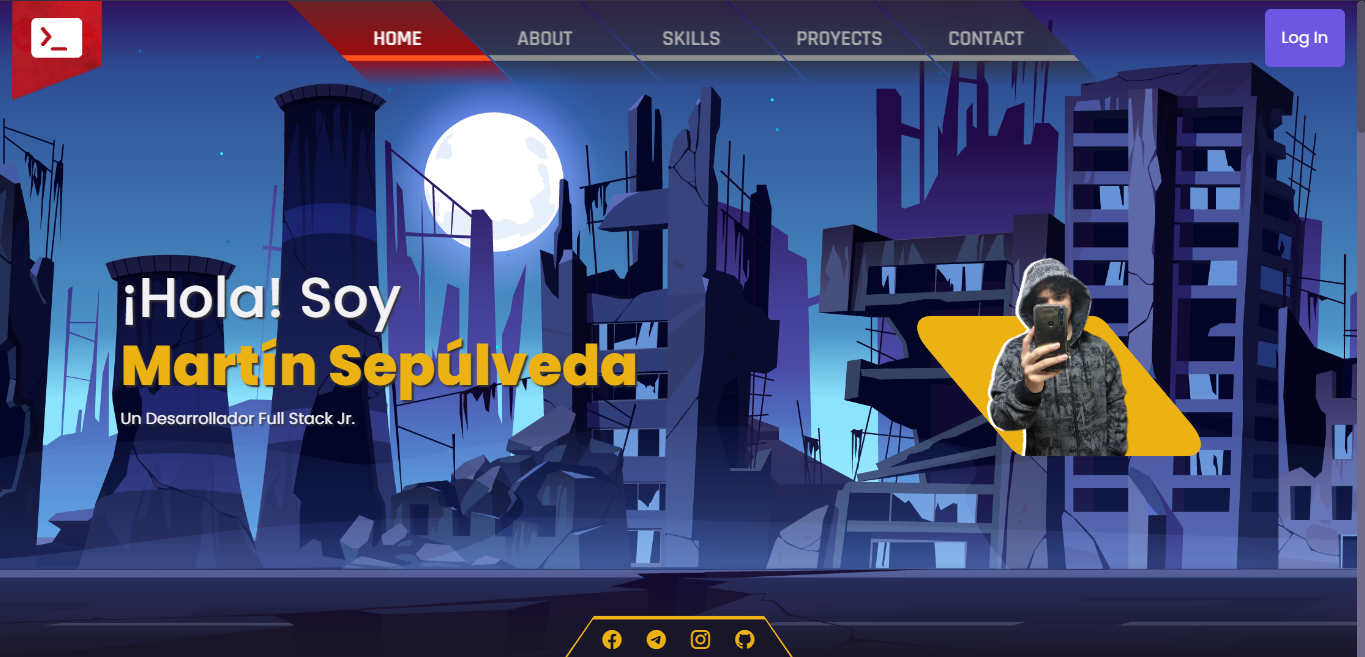 HOME
ABOUT
SKILLS
PROYECTS
CONTACT
Log In
¡Hola! Soy
Martín Sepúlveda
Un Desarrollador Full Stack Jr.